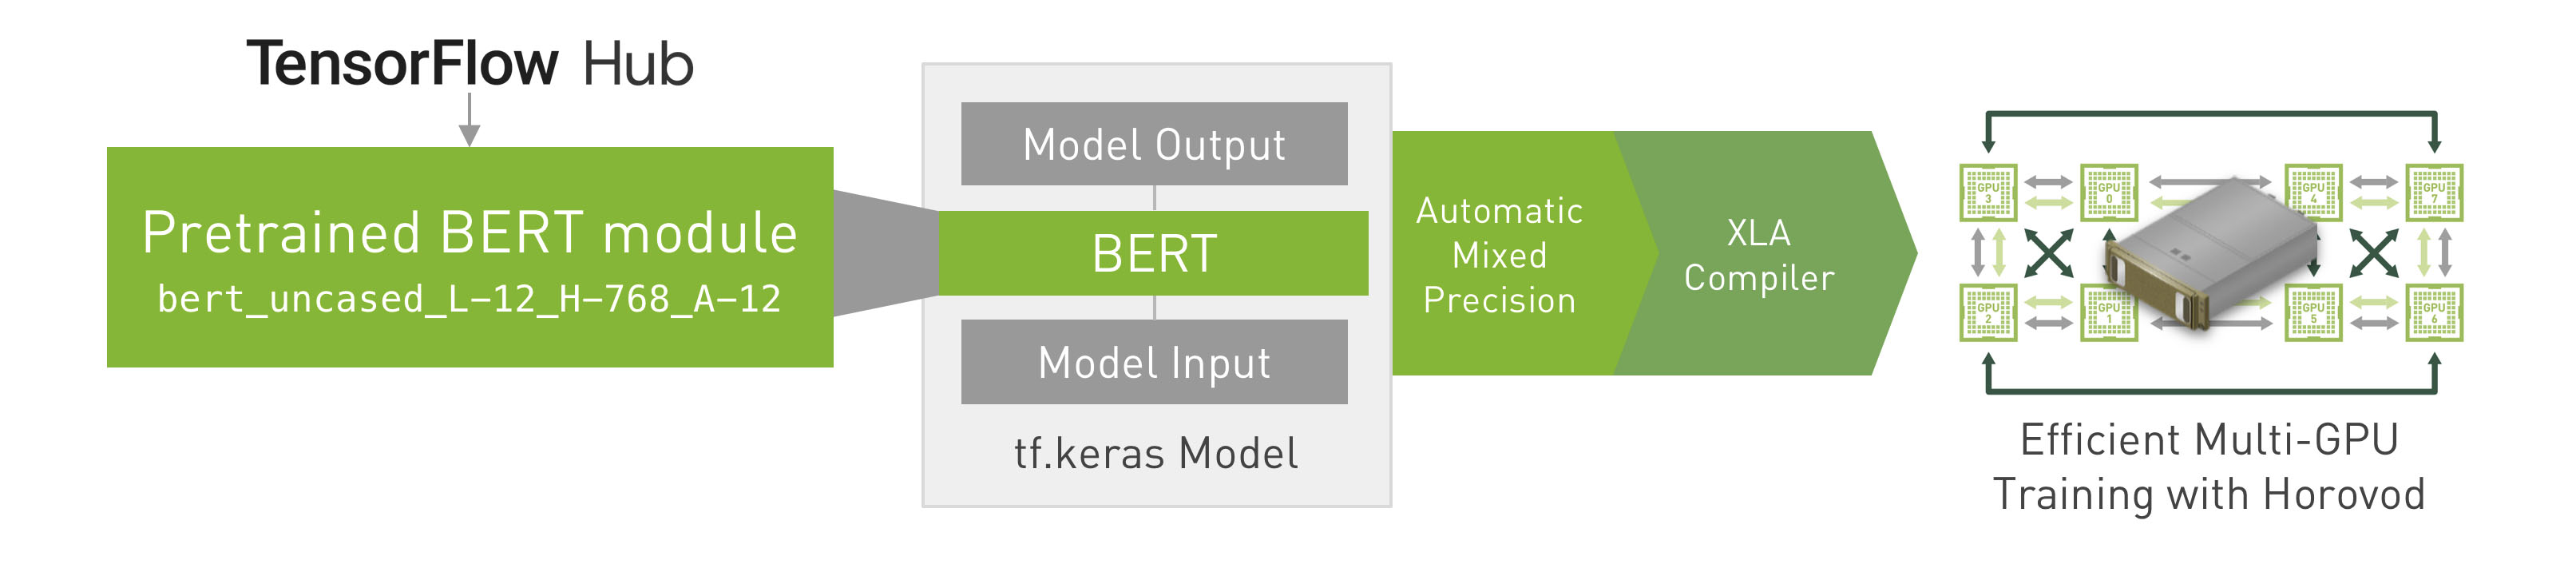 TensorFlow Hub
Pretrained BERT module
bert_uncased_L-12_H-768_A-12
Model Output
BERT
Model Input
tf.keras Model
Automatic
Mixed
Precision
XLA
Compiler
GPU
3
GPU
0
GPU
4
GPU
7
GPU
2
GPU
1
GPU
5
GPU
6
Efficient Multi-GPU
Training with Horovod